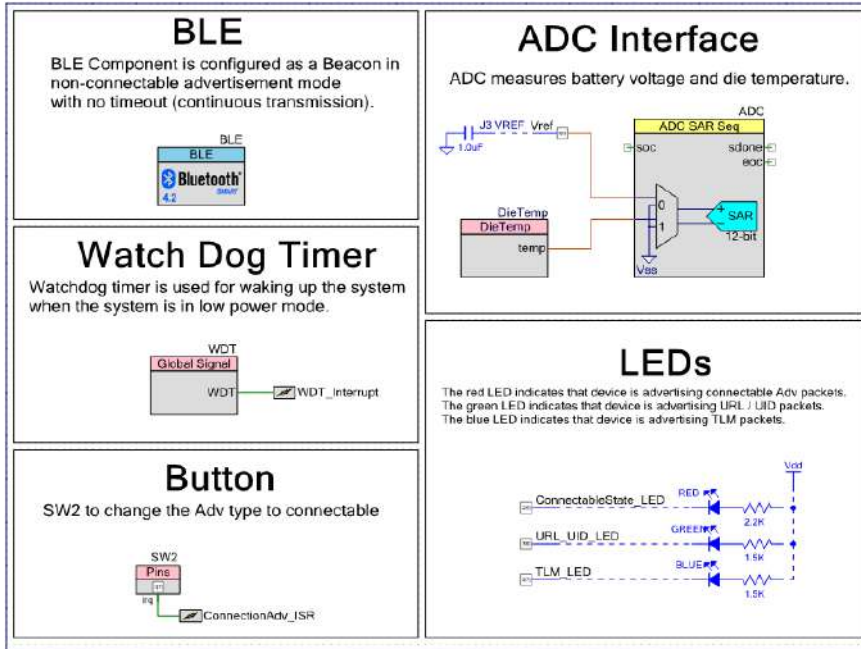 BLE
BLE Component is configured as a Beacon in
non-connectable advertisement mode
with no timeout (continuous transmission).
BLE
BLE
Bluetooth
4.2
Watch Dog Timer
Watchdog timer is used for waking up the system
when the system is in low power mode.
WDT
Global Signal
WDT
WDT_Interrupt
Button
SW2 to change the Adv type to connectable
SW2
Pins
irq
ConnectionAdv_ISR
ADC Interface
ADC measures battery voltage and die temperature.
ADC
J3 VREF Vref
ADC SAR Seq
1.0uF
soc
sdone
eoc
DieTemp
DieTemp
temp
0
1
SAR
12-bit
Vss
LEDs
The red LED indicates that device is advertising connectable Adv packets.
The green LED indicates that device is advertising URL / UID packets.
The blue LED indicates that device is advertising TLM packets.
Vdd
ConnectableState_LED
RED
2.2K
URL_UID_LED
GREEN
1.5K
TLM_LED
BLUE
1.5K